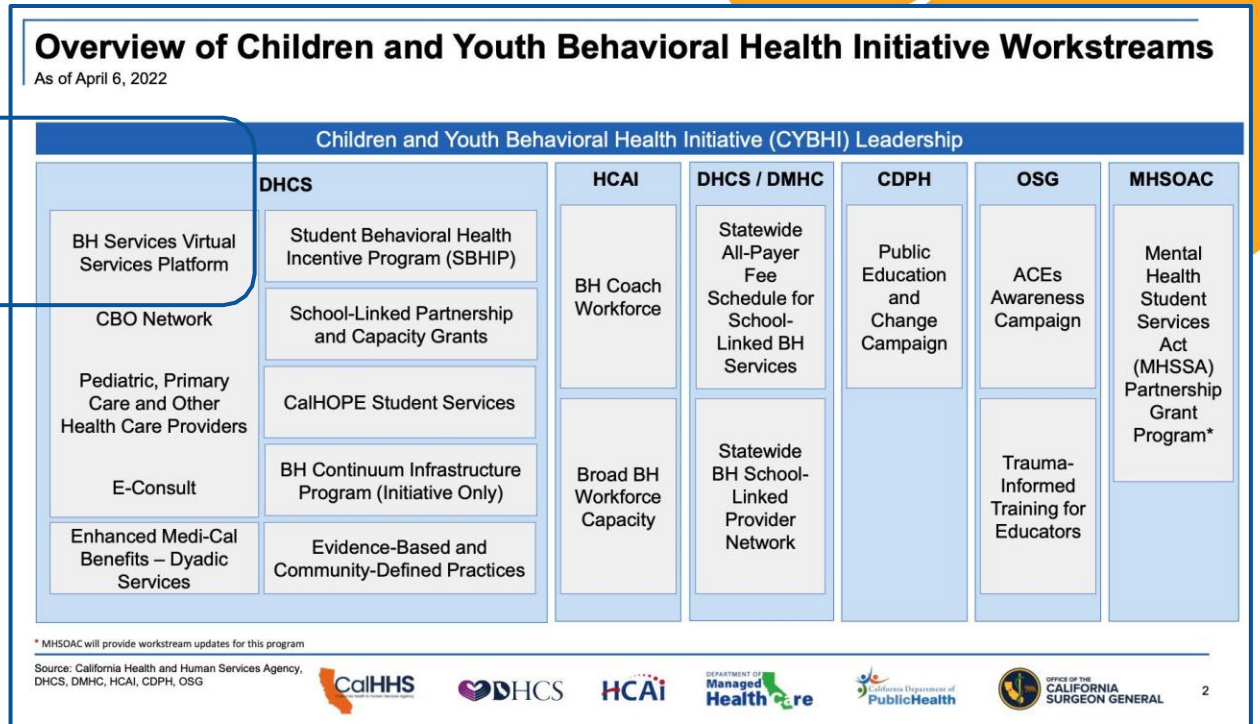 Overview of Children and Youth Behavioral Health Initiative Workstreams
As of April 6, 2022
Children and Youth Behavioral Health Initiative (CYBHI) Leadership
DHCS
BH Services Virtual
Services Platform
CBO Network
Pediatric, Primary
Care and Other
Health Care Providers
E-Consult
Enhanced Medi-Cal
Benefits – Dyadic
Services
Student Behavioral Health
Incentive Program (SBHIP)
School-Linked Partnership
and Capacity Grants
CalHOPE Student Services
BH Continuum Infrastructure
Program (Initiative Only)
Evidence-Based and
Community-Defined Practices
HCAI
BH Coach
Workforce
Broad BH
Workforce
Capacity
DHCS / DMHC
Statewide
All-Payer
Fee
Schedule for
School-
Linked BH
Services
Statewide
BH School-
Linked
Provider
Network
CDPH
Public
Education
and
Change
Campaign
OSG
ACEs
Awareness
Campaign
Trauma-
Informed
Training for
Educators
MHSOAC
Mental
Health
Student
Services
Act
(MHSSA)
Partnership
Grant
Program*
* MHSOAC will provide workstream updates for this program
Source: California Health and Human Services Agency,
DHCS, DMHC, HCAI, CDPH, OSG
CalHHS
DHCS
HCAi
DEPARTMENT OF
Managed
Health Care
California Department of
PublicHealth
OFFICE OF THE
CALIFORNIA
SURGEON GENERAL
2